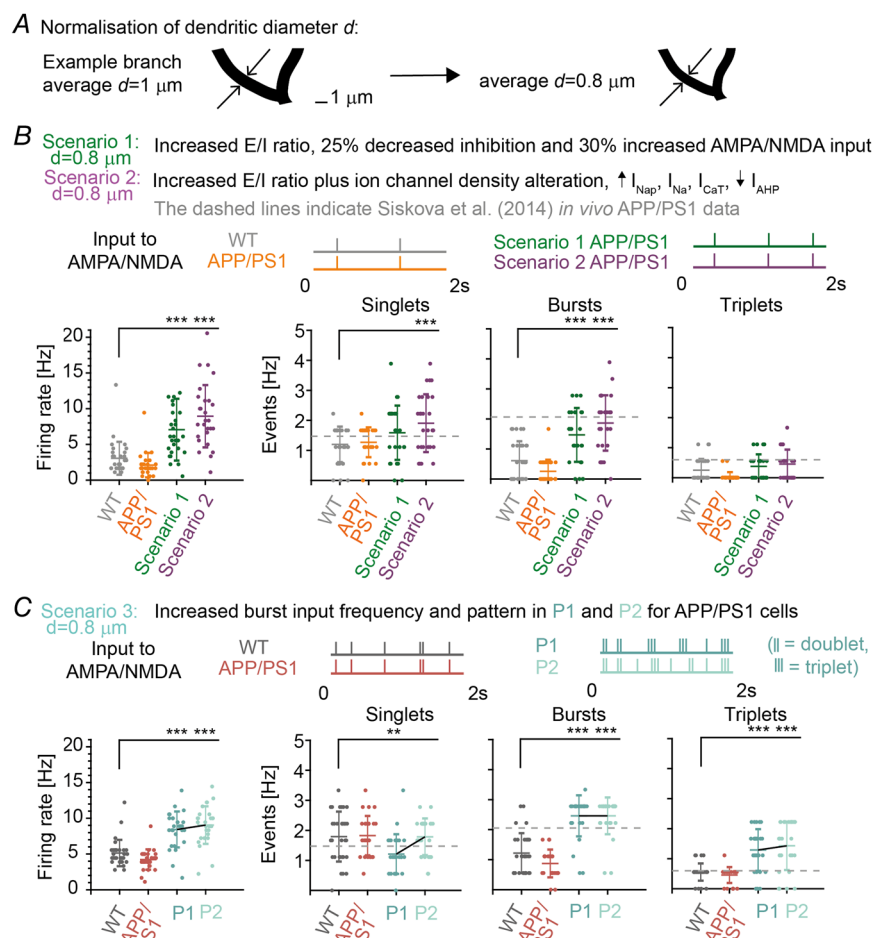 A Normalisation of dendritic diameter d:
Example branch
average d=1 μm
1 μm
average d=0.8 μm
B Scenario 1: Increased E/I ratio, 25% decreased inhibition and 30% increased AMPA/NMDA input
d=0.8 μm
Scenario 2: Increased E/I ratio plus ion channel density alteration, ↑ INap, INa, ICaT, ↓ IAHP
d=0.8 μm
The dashed lines indicate Siskova et al. (2014) in vivo APP/PS1 data
Input to
AMPA/NMDA
WT
APP/PS1
0 2s
Scenario 1 APP/PS1
Scenario 2 APP/PS1
0 2s
Singlets Bursts Triplets
Firing rate [Hz]
20
15
10
5
0
*** ***
WT
APP/
PS1
Scenario 1
Scenario 2
Events [Hz]
5
4
3
2
1
0
***
WT
APP/
PS1
Scenario 1
Scenario 2
*** ***
WT
APP/
PS1
Scenario 1
Scenario 2
WT
APP/
PS1
Scenario 1
Scenario 2
C Scenario 3: Increased burst input frequency and pattern in P1 and P2 for APP/PS1 cells
d=0.8 μm
Input to
AMPA/NMDA
WT
APP/PS1
0 2s
P1
P2
0 2s
(|| = doublet,
||| = triplet)
Singlets Bursts Triplets
Firing rate [Hz]
20
15
10
5
0
*** ***
WT
APP/
PS1
P1
P2
Events [Hz]
5
4
3
2
1
0
**
WT
APP/
PS1
P1
P2
*** ***
WT
APP/
PS1
P1
P2
*** ***
WT
APP/
PS1
P1
P2